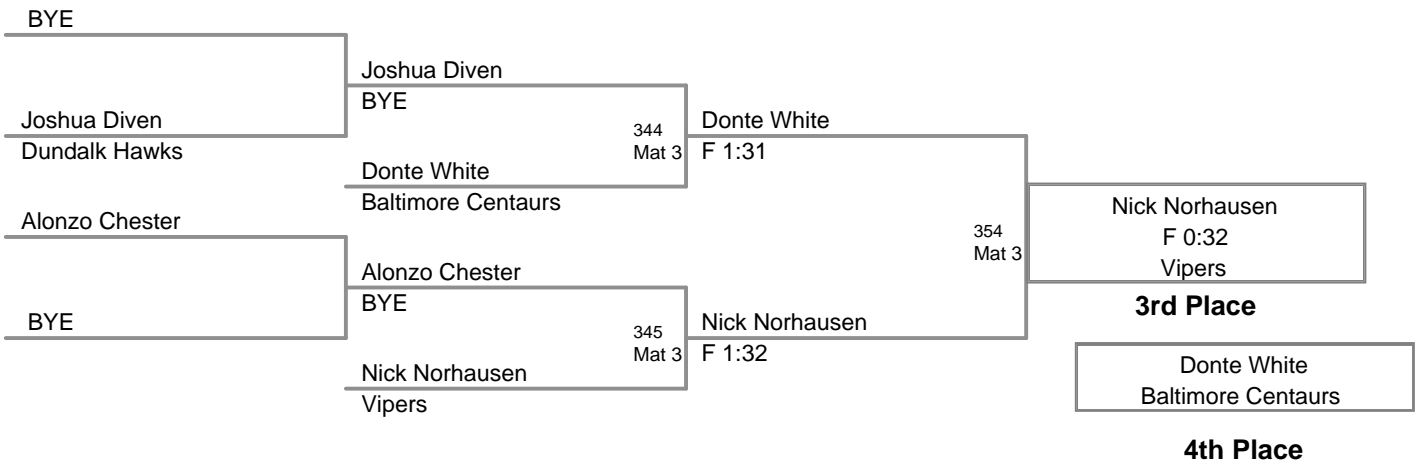 BYE
Joshua Diven
BYE
Joshua Diven
Dundalk Hawks
344
Mat 3
Donte White
F 1:31
Donte White
Baltimore Centaurs
Alonzo Chester
354
Mat 3
Nick Norhausen
F 0:32
Vipers
3rd Place
Alonzo Chester
BYE
BYE
345
Mat 3
Nick Norhausen
F 1:32
Nick Norhausen
Vipers
Donte White
Baltimore Centaurs
4th Place